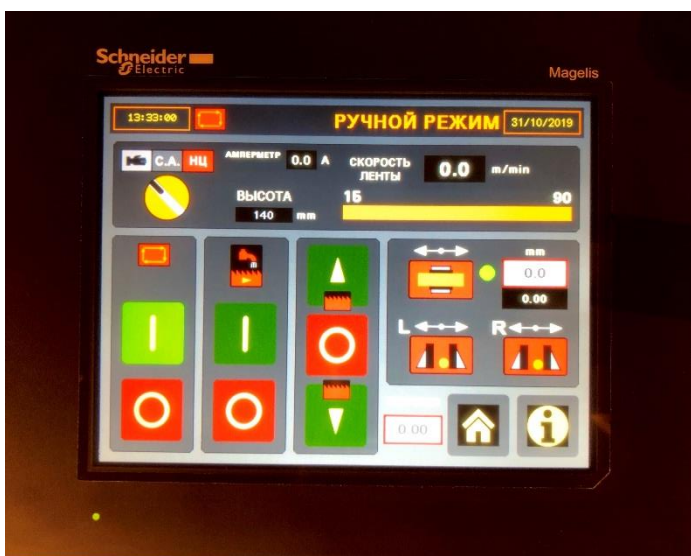 Schneider
Electric
Magelis
13:33:00
РУЧНОЙ РЕЖИМ
31/10/2019
С.А. НЦ
АМПЕРМЕТР 0.0 A
СКОРОСТЬ
ЛЕНТЫ
0.0 m/min
ВЫСОТА
140 mm
15 90
mm
0.0
0.00
L R
m
0.00
i